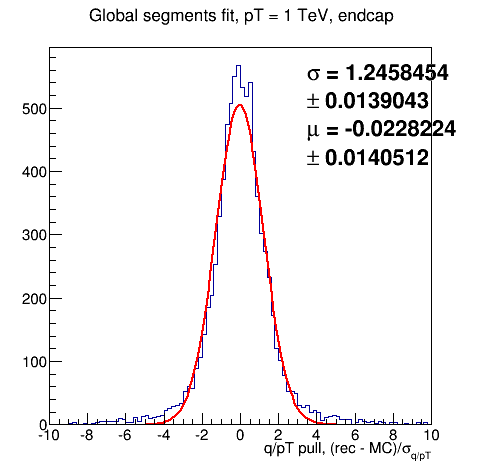 Global segments fit, pT = 1 TeV, endcap
σ = 1.2458454
± 0.0139043
μ = -0.0228224
± 0.0140512
500
400
300
200
100
0
-10 -8 -6 -4 -2 0 2 4 6 8 10
q/pT pull, (rec - MC)/σq/pT